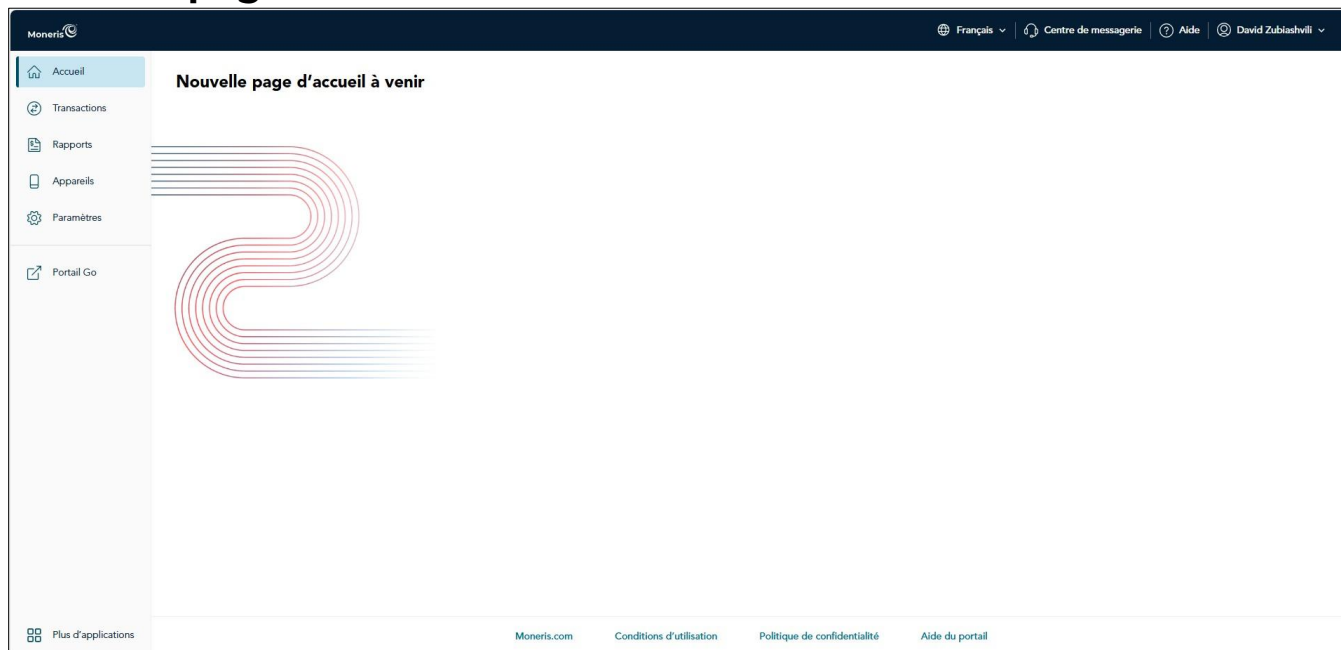 Moneris
Français
Centre de messagerie
Aide
David Zubiashvili
Accueil
Transactions
Rapports
Appareils
Paramètres
Portail Go
Plus d'applications
Nouvelle page d'accueil à venir
Moneris.com
Conditions d'utilisation
Politique de confidentialité
Aide du portail